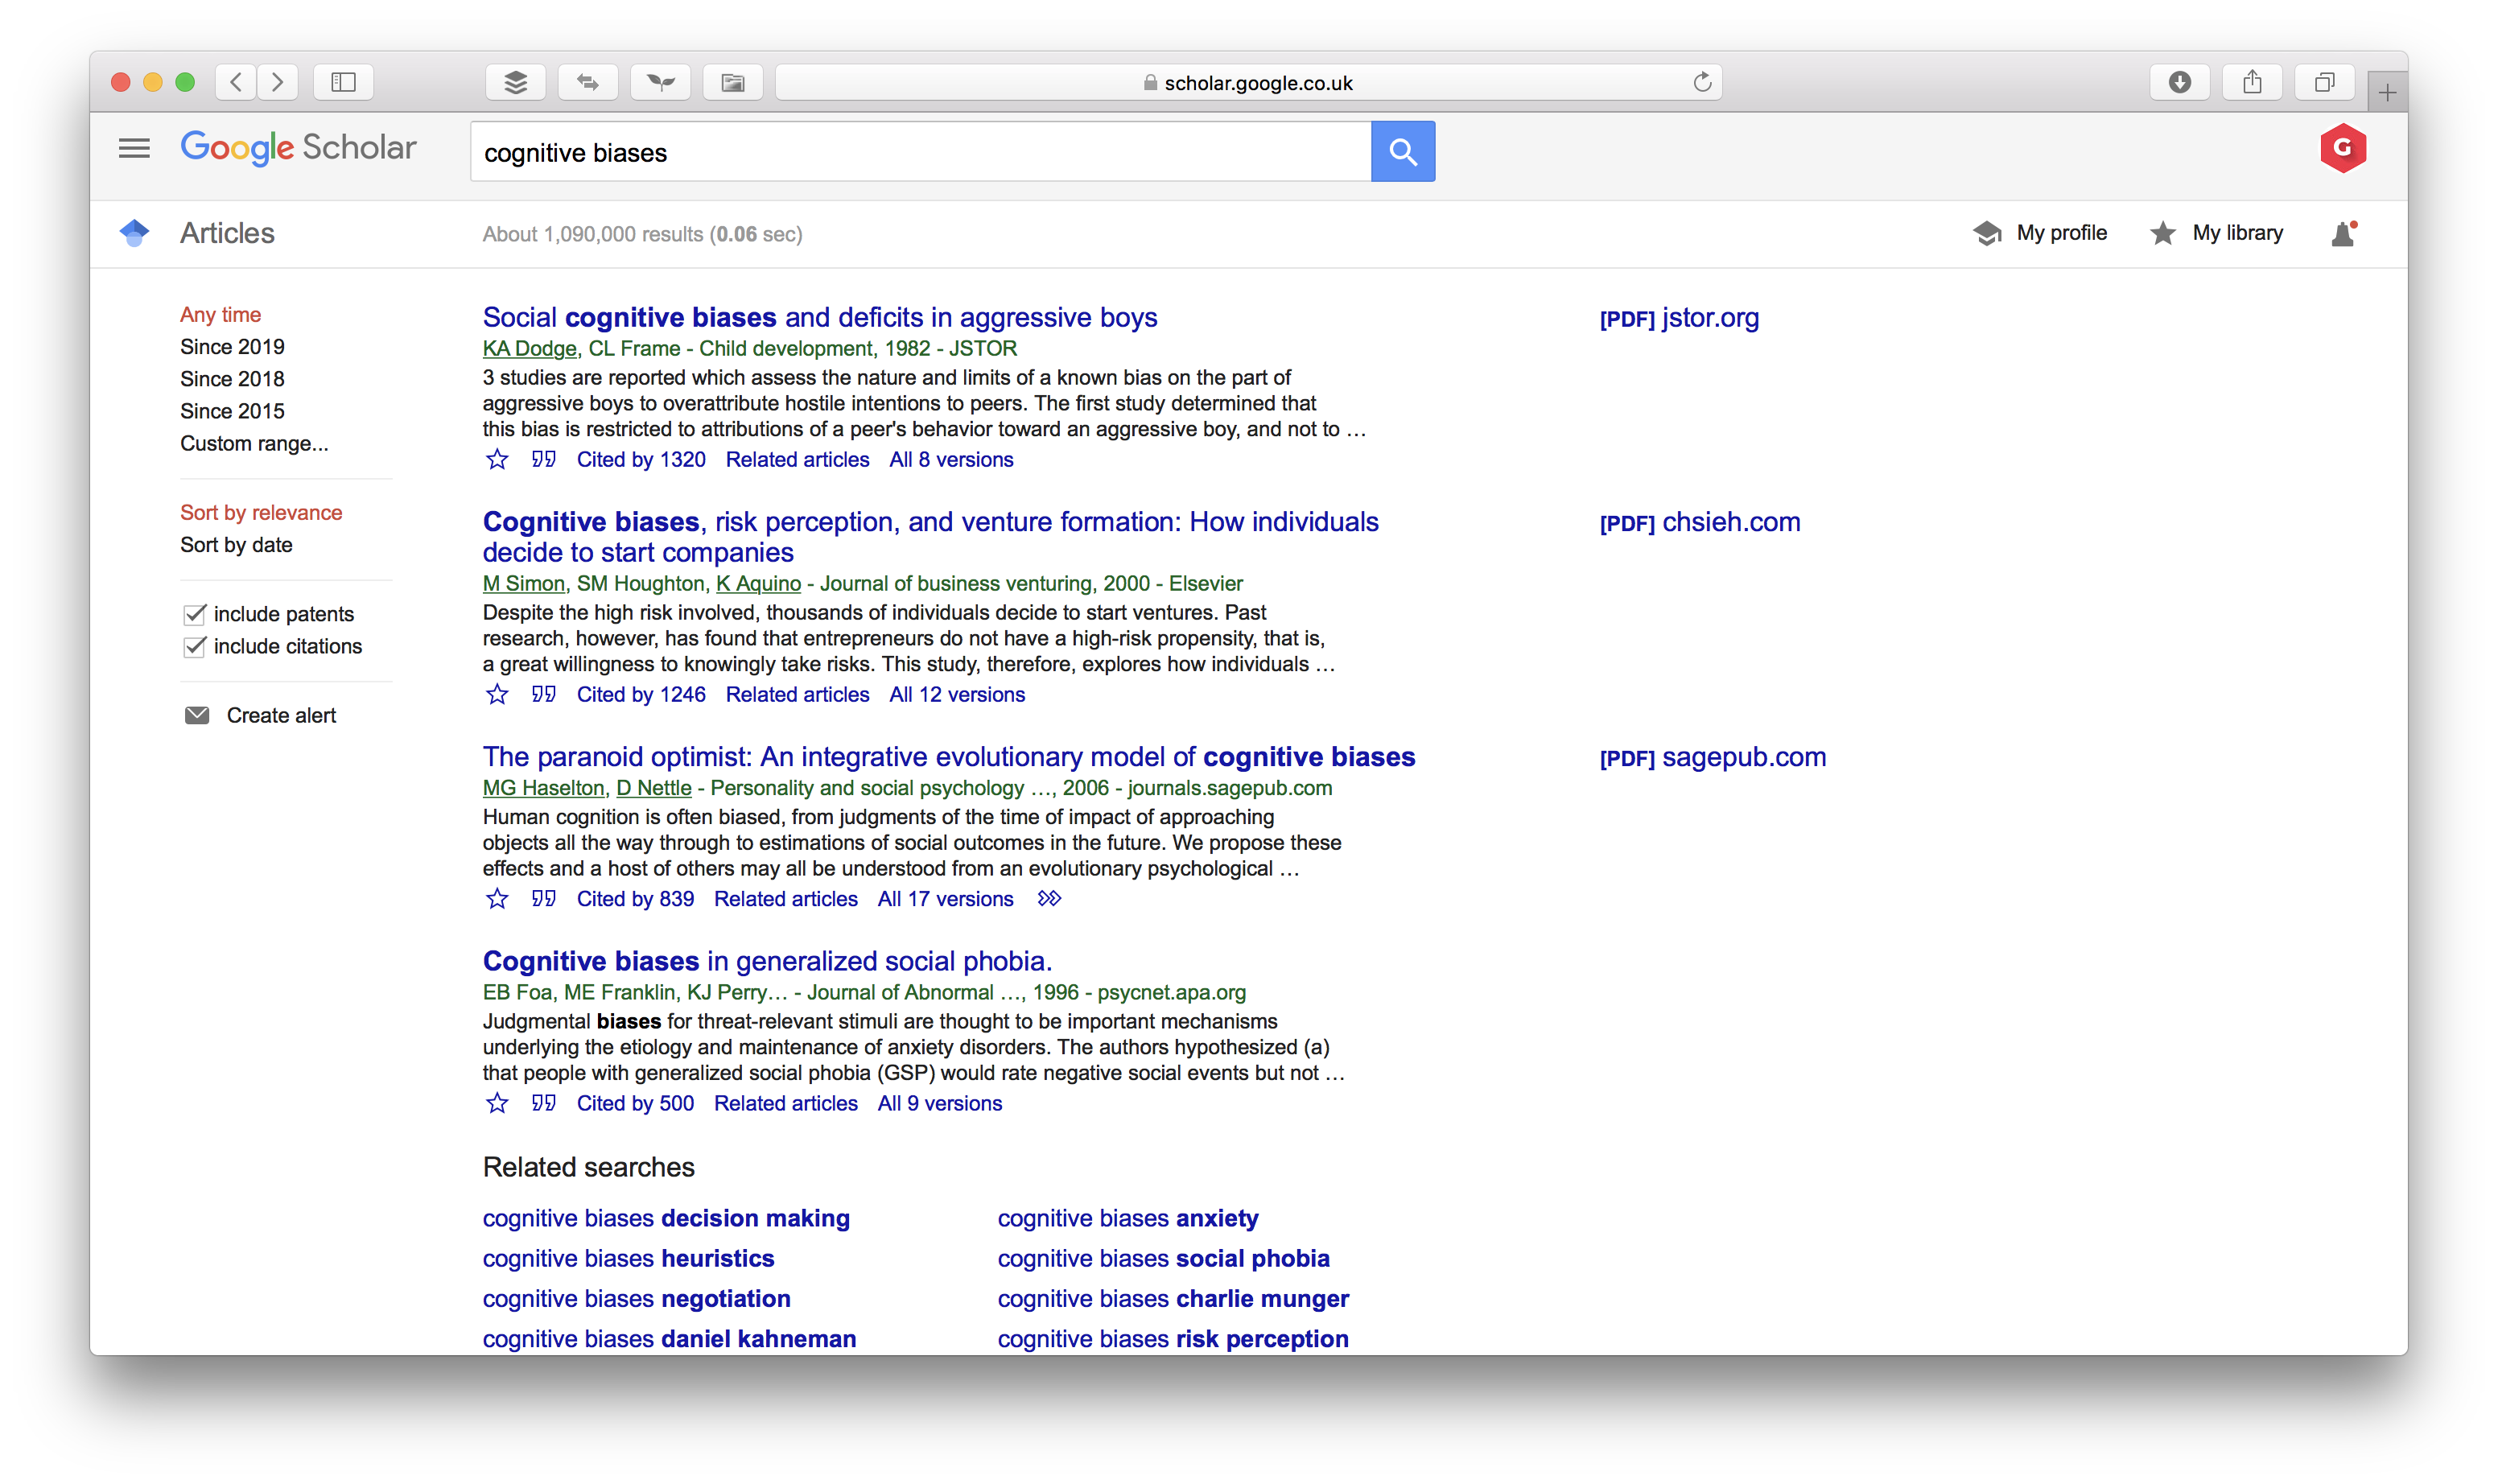 scholar.google.co.uk
Google Scholar
cognitive biases
G
Articles
About 1,090,000 results (0.06 sec)
My profile
My library
Any time
Since 2019
Since 2018
Since 2015
Custom range...
Sort by relevance
Sort by date
include patents
include citations
Create alert
Social cognitive biases and deficits in aggressive boys
[PDF] jstor.org
KA Dodge, CL Frame - Child development, 1982 - JSTOR
3 studies are reported which assess the nature and limits of a known bias on the part of
aggressive boys to overattribute hostile intentions to peers. The first study determined that
this bias is restricted to attributions of a peer's behavior toward an aggressive boy, and not to …
Cited by 1320 Related articles All 8 versions
Cognitive biases, risk perception, and venture formation: How individuals
decide to start companies
[PDF] chsieh.com
M Simon, SM Houghton, K Aquino - Journal of business venturing, 2000 - Elsevier
Despite the high risk involved, thousands of individuals decide to start ventures. Past
research, however, has found that entrepreneurs do not have a high-risk propensity, that is,
a great willingness to knowingly take risks. This study, therefore, explores how individuals …
Cited by 1246 Related articles All 12 versions
The paranoid optimist: An integrative evolutionary model of cognitive biases
[PDF] sagepub.com
MG Haselton, D Nettle - Personality and social psychology …, 2006 - journals.sagepub.com
Human cognition is often biased, from judgments of the time of impact of approaching
objects all the way through to estimations of social outcomes in the future. We propose these
effects and a host of others may all be understood from an evolutionary psychological …
Cited by 839 Related articles All 17 versions
Cognitive biases in generalized social phobia.
EB Foa, ME Franklin, KJ Perry… - Journal of Abnormal …, 1996 - psycnet.apa.org
Judgmental biases for threat-relevant stimuli are thought to be important mechanisms
underlying the etiology and maintenance of anxiety disorders. The authors hypothesized (a)
that people with generalized social phobia (GSP) would rate negative social events but not …
Cited by 500 Related articles All 9 versions
Related searches
cognitive biases decision making
cognitive biases anxiety
cognitive biases heuristics
cognitive biases social phobia
cognitive biases negotiation
cognitive biases charlie munger
cognitive biases daniel kahneman
cognitive biases risk perception